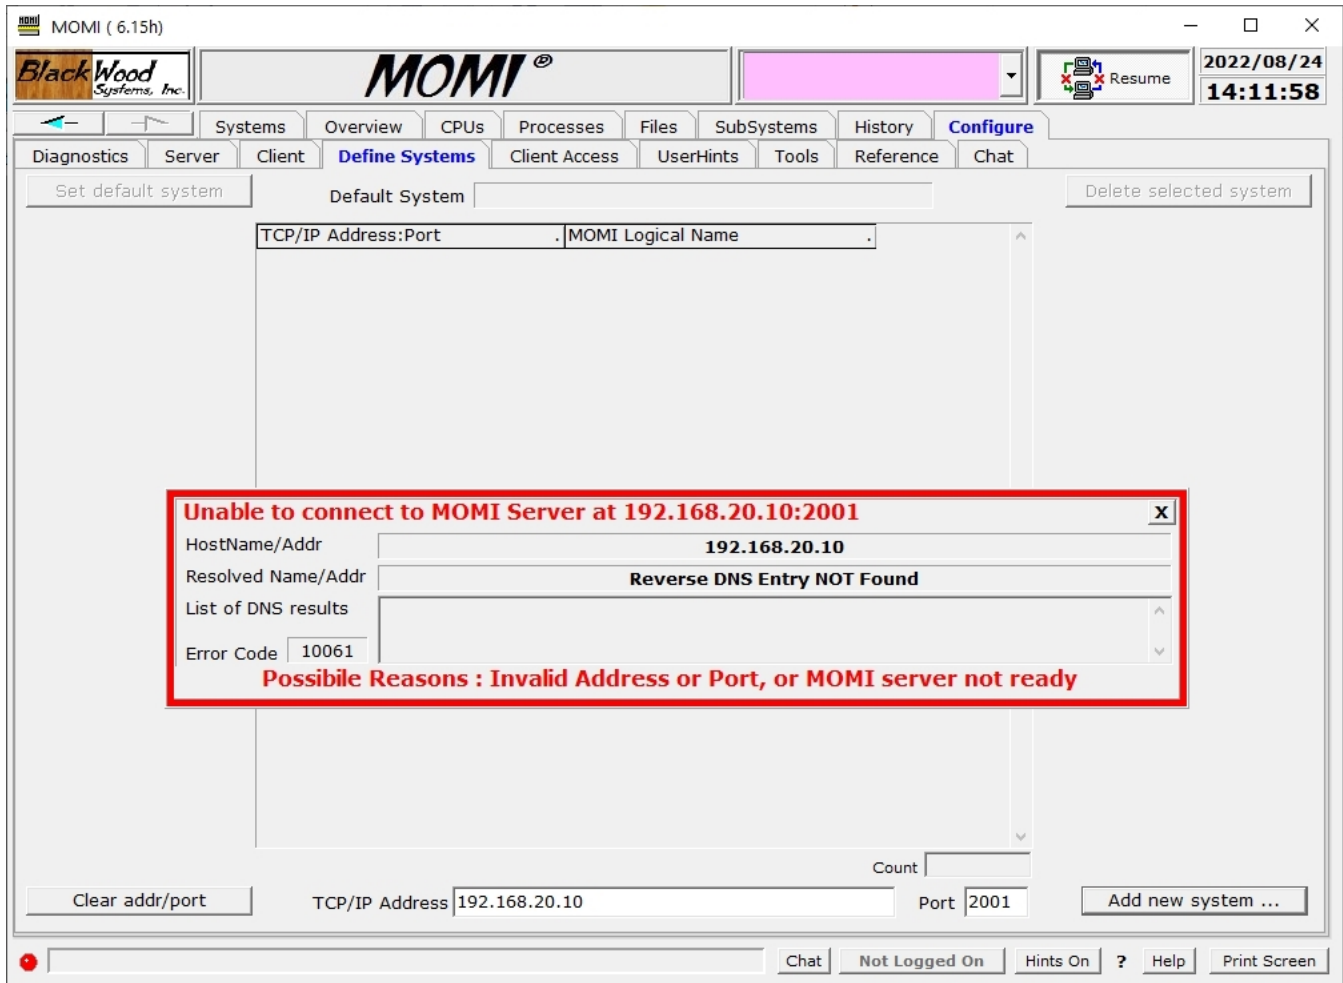 MOMI ( 6.15h)
BlackWood Systems, Inc.
MOMI ®
Resume
2022/08/24
14:11:58
Systems Overview CPUs Processes Files SubSystems History Configure
Diagnostics Server Client Define Systems Client Access UserHints Tools Reference Chat
Set default system Default System Delete selected system
TCP/IP Address:Port . MOMI Logical Name .
Unable to connect to MOMI Server at 192.168.20.10:2001 X
HostName/Addr 192.168.20.10
Resolved Name/Addr Reverse DNS Entry NOT Found
List of DNS results
Error Code 10061
Possibile Reasons : Invalid Address or Port, or MOMI server not ready
Count
Clear addr/port TCP/IP Address 192.168.20.10 Port 2001 Add new system ...
Chat Not Logged On Hints On ? Help Print Screen